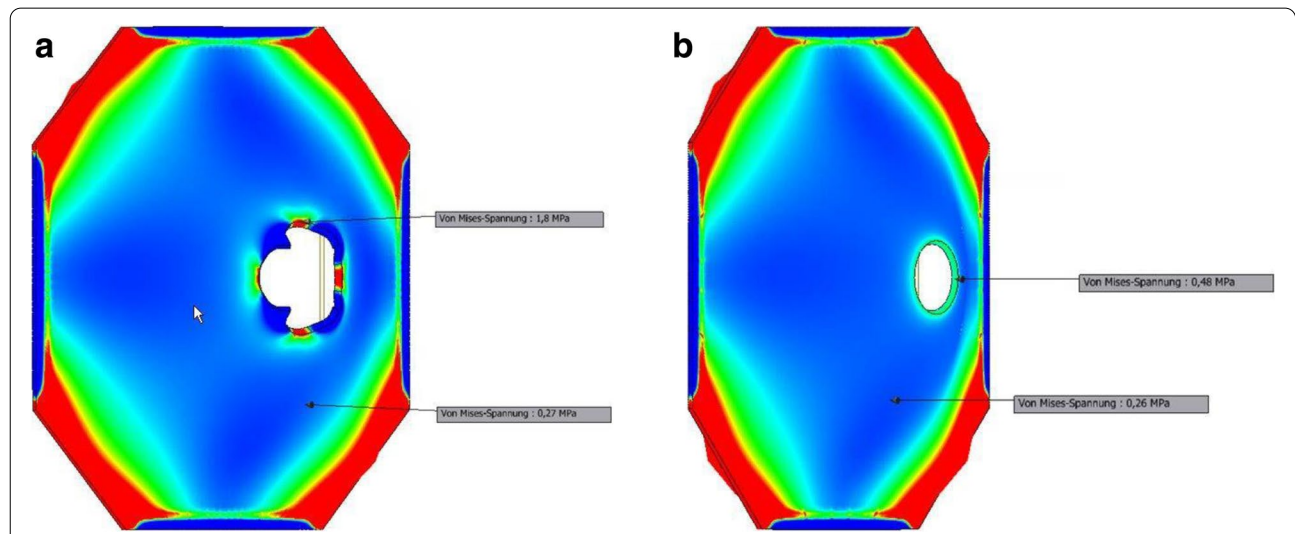 a
b
Von Mises-Spannung : 1,8 MPa
Von Mises-Spannung : 0,48 MPa
Von Mises-Spannung : 0,27 MPa
Von Mises-Spannung : 0,26 MPa